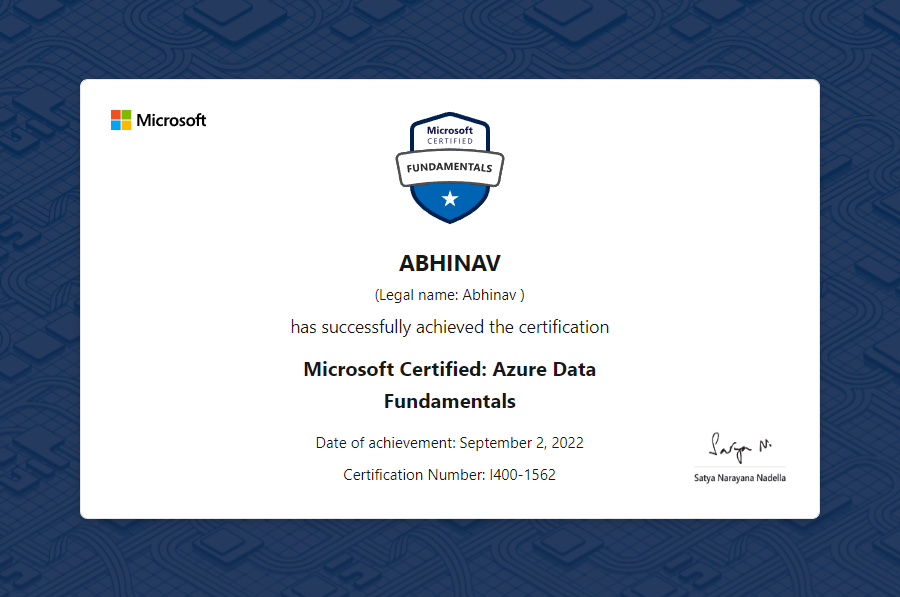 Microsoft
Microsoft
CERTIFIED
FUNDAMENTALS
ABHINAV
(Legal name: Abhinav )
has successfully achieved the certification
Microsoft Certified: Azure Data
Fundamentals
Date of achievement: September 2, 2022
Certification Number: I400-1562
Satya N.
Satya Narayana Nadella